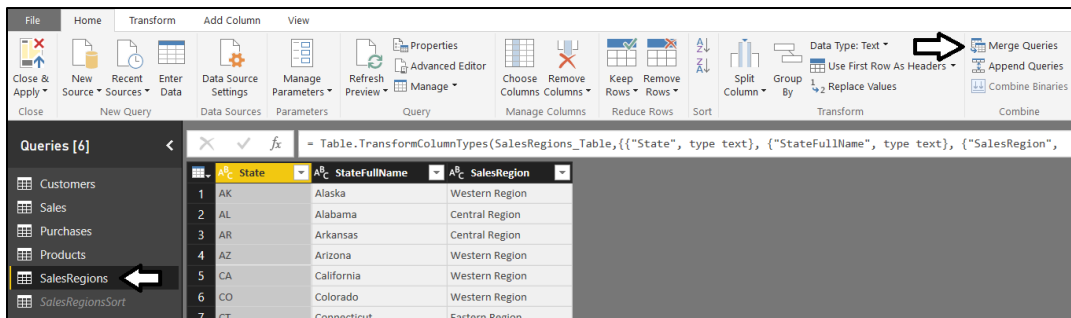 File Home Transform Add Column View
Close & Apply New Source Recent Sources Enter Data Data Source Settings Manage Parameters Refresh Preview Properties Advanced Editor Manage Choose Columns Remove Columns Keep Rows Remove Rows Split Column Group By Data Type: Text Use First Row As Headers Replace Values Merge Queries Append Queries Combine Binaries
Close New Query Data Sources Parameters Query Manage Columns Reduce Rows Sort Transform Combine
Queries [6]
= Table.TransformColumnTypes(SalesRegions_Table,{{"State", type text}, {"StateFullName", type text}, {"SalesRegion",
Customers
Sales
Purchases
Products
SalesRegions
SalesRegionsSort
State StateFullName SalesRegion
1 AK Alaska Western Region
2 AL Alabama Central Region
3 AR Arkansas Central Region
4 AZ Arizona Western Region
5 CA California Western Region
6 CO Colorado Western Region
7 CT Connecticut Eastern Region